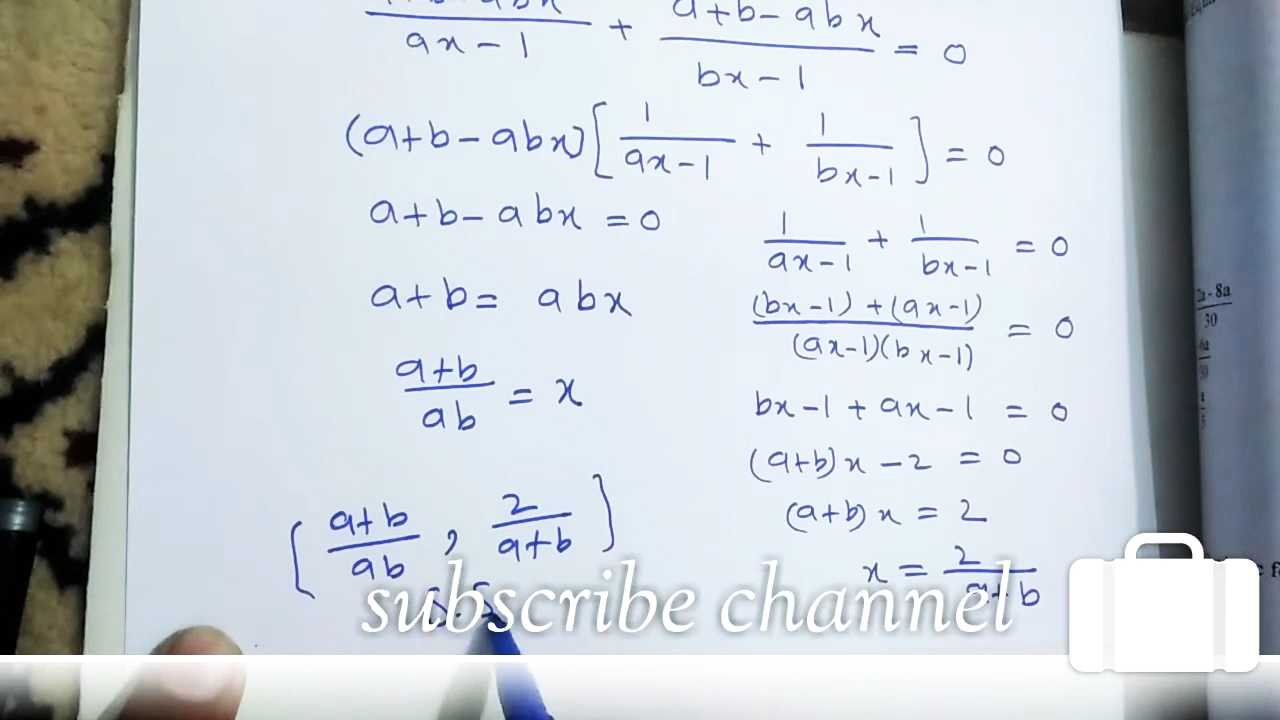 ax-1 + a+b-abx / bx-1 = 0
(a+b-abx)[1/ax-1 + 1/bx-1] = 0
a+b-abx = 0
a+b = abx
a+b/ab = x
[a+b/ab, 2/a+b]
1/ax-1 + 1/bx-1 = 0
(bx-1)+(ax-1)/(ax-1)(bx-1) = 0
bx-1+ax-1 = 0
(a+b)x-2 = 0
(a+b)x = 2
x = 2/a+b
subscribe channel
- 8a
30